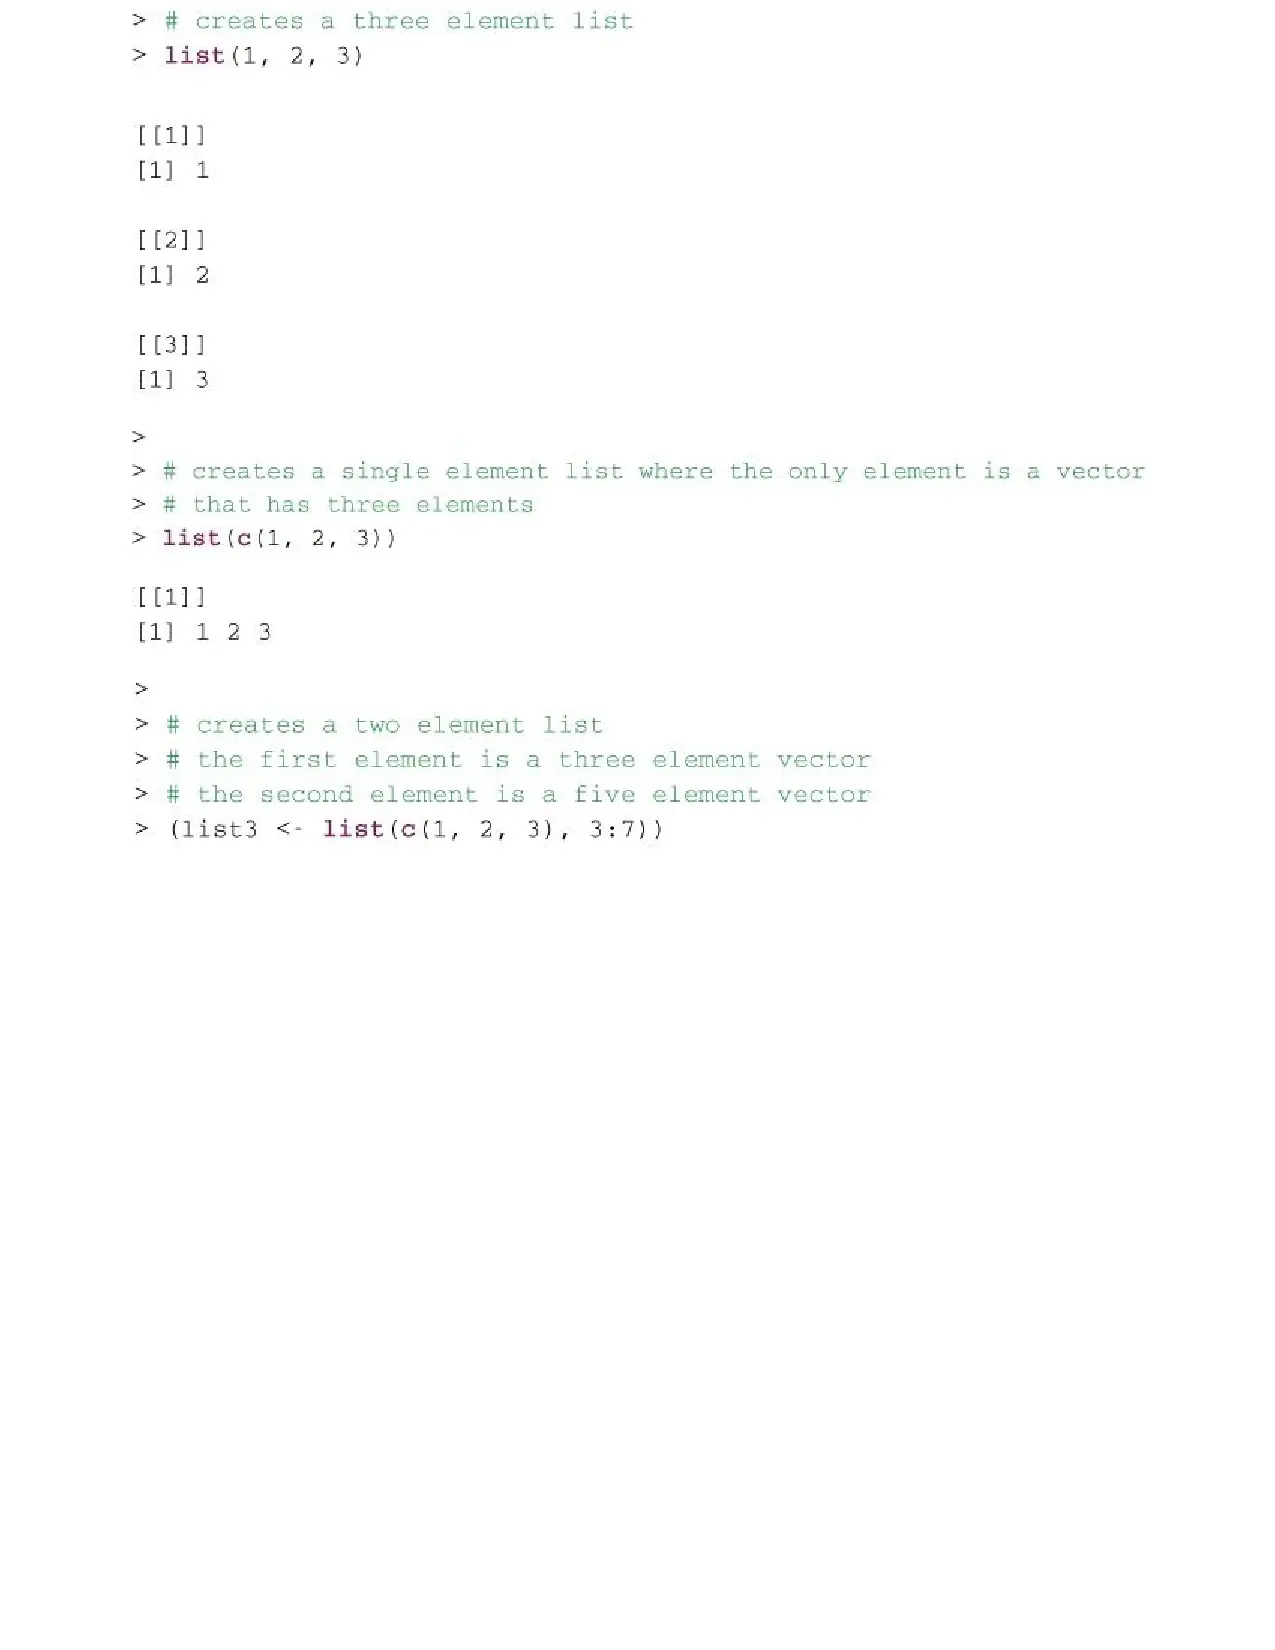 > # creates a three element list
> list(1, 2, 3)
[[1]]
[1] 1
[[2]]
[1] 2
[[3]]
[1] 3
>
> # creates a single element list where the only element is a vector
> # that has three elements
> list(c(1, 2, 3))
[[1]]
[1] 1 2 3
>
> # creates a two element list
> # the first element is a three element vector
> # the second element is a five element vector
> (list3 <- list(c(1, 2, 3), 3:7))